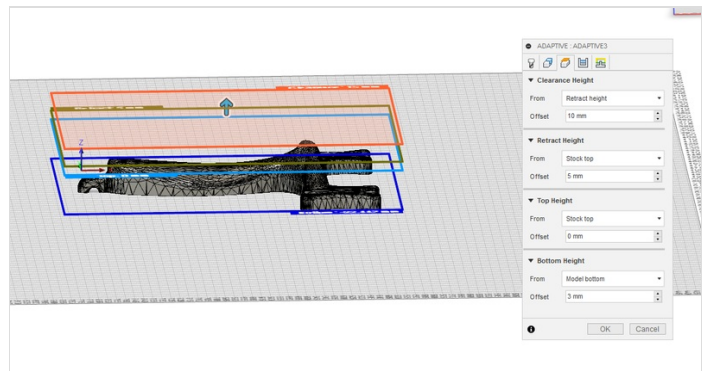 ADAPTIVE : ADAPTIVE3
Clearance Height
From Retract height
Offset 10 mm
Retract Height
From Stock top
Offset 5 mm
Top Height
From Stock top
Offset 0 mm
Bottom Height
From Model bottom
Offset 3 mm
OK Cancel
Z